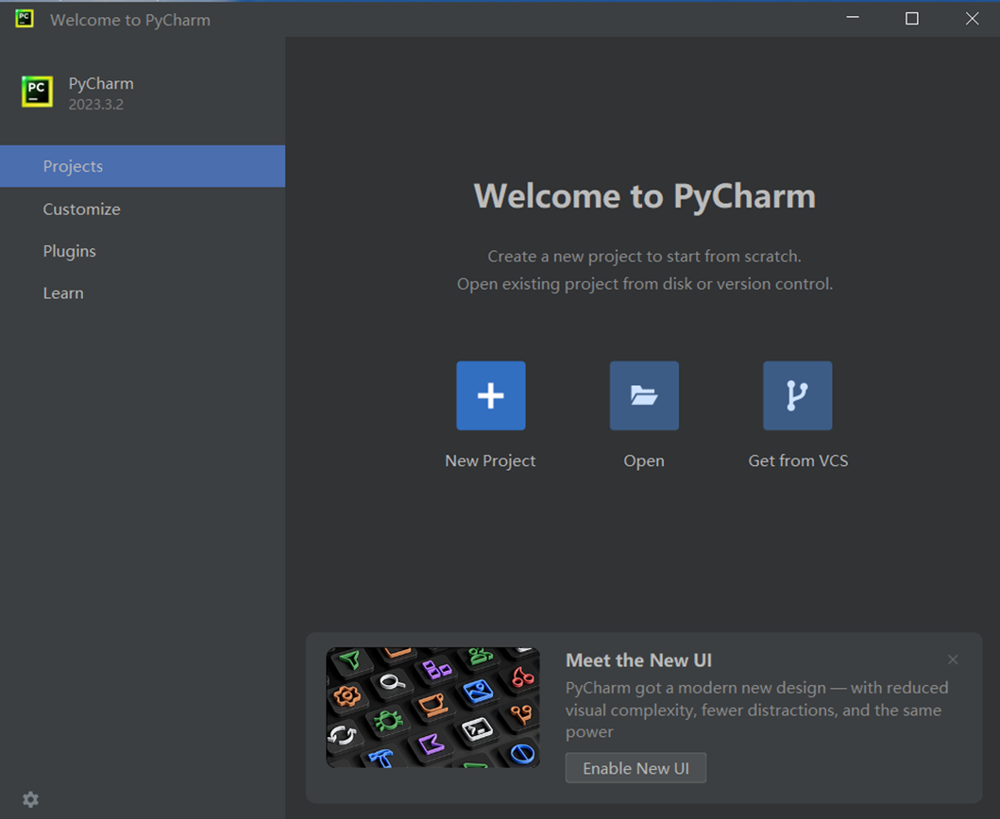 Welcome to PyCharm
PyCharm
2023.3.2
Projects
Customize
Plugins
Learn
Welcome to PyCharm
Create a new project to start from scratch.
Open existing project from disk or version control.
New Project
Open
Get from VCS
Meet the New UI
PyCharm got a modern new design — with reduced
visual complexity, fewer distractions, and the same
power
Enable New UI